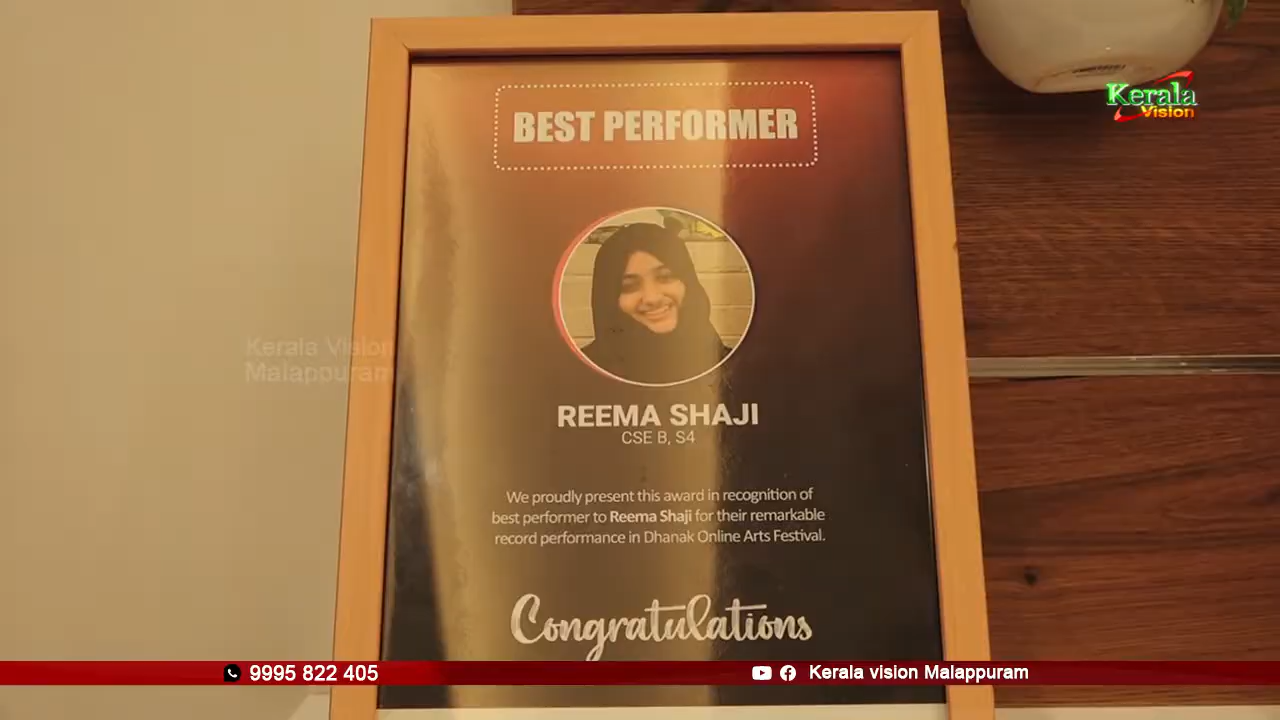 BEST PERFORMER
Kerala
Vision
Kerala Vision
Malappuram
REEMA SHAJI
CSE B, S4
We proudly present this award in recognition of
best performer to Reema Shaji for their remarkable
record performance in Dhanak Online Arts Festival.
Congratulations
9995 822 405
Kerala vision Malappuram